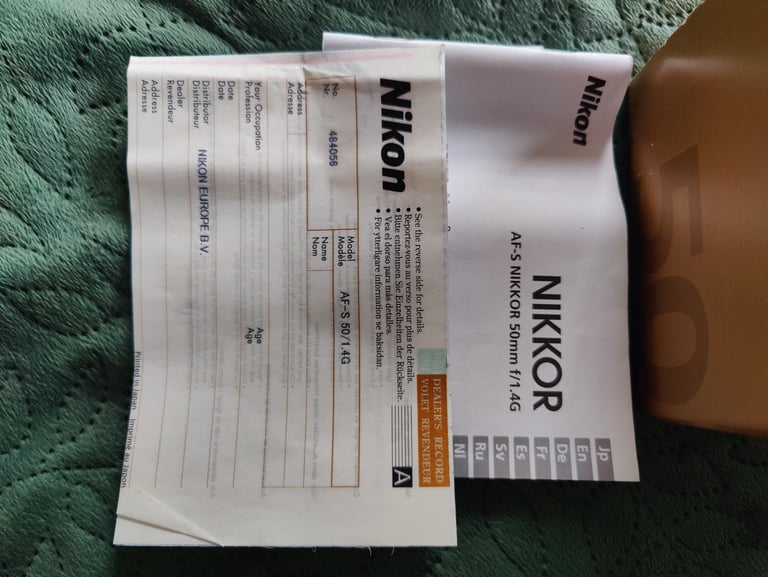 Nikon
• See the reverse side for details.
• Reportez-vous au verso pour plus de détails.
• Bitte entnehmen Sie Einzelheiten der Rückseite.
• Vea el dorso para más detalles.
• För ytterligare information se baksidan.
DEALER'S RECORD
VOLET REVENDEUR
A
No.
Nr.
484056
Model
Modèle
AF-S 50/1.4G
Name
Nom
Address
Adresse
Your Occupation
Profession
Age
Age
Date
Date
Distributor
Distributeur
NIKON EUROPE B.V.
Dealer
Revendeur
Address
Adresse
Printed in Japan Imprimé au Japon
Nikon
NIKKOR
AF-S NIKKOR 50mm f/1.4G
Jp
En
De
Fr
Es
Sv
Ru
Nl
50